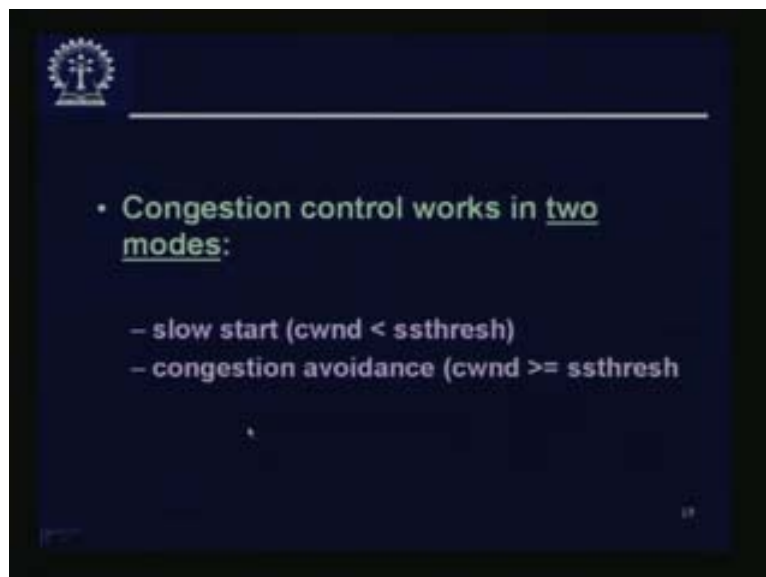 • Congestion control works in two
modes:
– slow start (cwnd < ssthresh)
– congestion avoidance (cwnd >= ssthresh